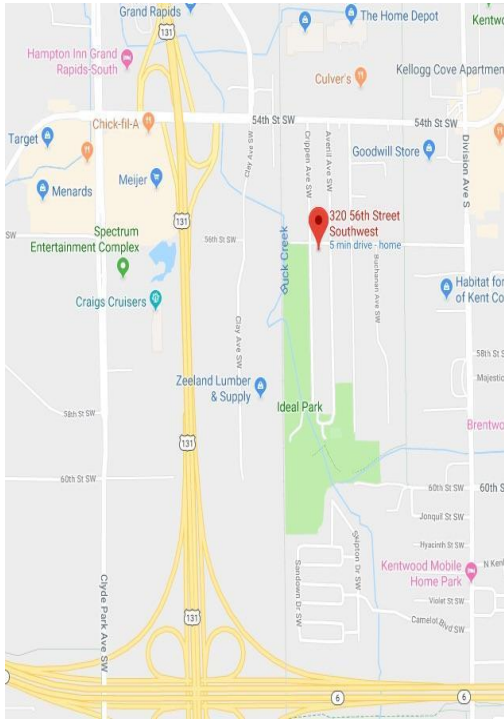 Grand Rapids
131
The Home Depot
Kentw
Hampton Inn Grand
Rapids-South
Culver's
Kellogg Cove Apartmen
54th St SW
54th St SW
Chick-fil-A
Target
Crippen Ave SW
Averill Ave SW
Clay Ave SW
Goodwill Store
Division Ave S
Menards
Meijer
131
320 56th Street
Southwest
5 min drive - home
Spectrum
Entertainment Complex
SW
56th St SW
Buck Creek
Buchanan Ave SW
Habitat for
of Kent Co
Craigs Cruisers
Clay Ave SW
58th S
Majestic
Zeeland Lumber
& Supply
Ideal Park
58th St SW
Brentwo
131
60th St SW
60th St SW
60th S
Jonquil St SW
Skipton Dr SW
Hyacinth St SW
Kentwood Mobile
Home Park
N Ken
Sandown Dr SW
Clyde Park Ave SW
Violet St SW
131
Camelot Blvd SW
6
6